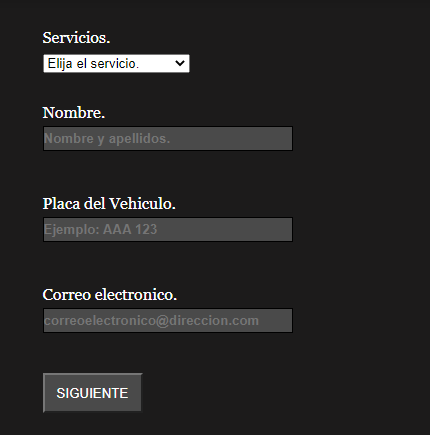 Servicios.
Elija el servicio.
Nombre.
Nombre y apellidos.
Placa del Vehiculo.
Ejemplo: AAA 123
Correo electronico.
correoelectronico@direccion.com
SIGUIENTE